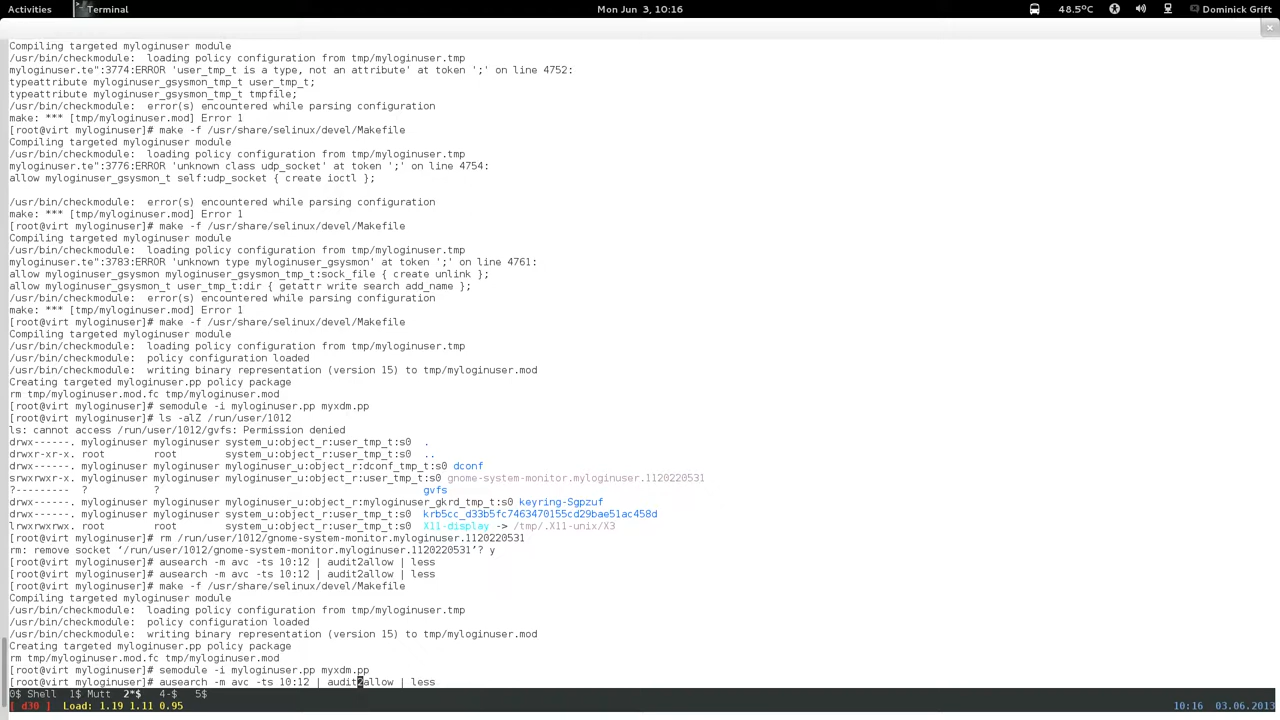 Activities Terminal Mon Jun 3, 10:16 48.5°C Dominick Grift
Compiling targeted myloginuser module
/usr/bin/checkmodule:  loading policy configuration from tmp/myloginuser.tmp
myloginuser.te":3774:ERROR 'user_tmp_t is a type, not an attribute' at token ';' on line 4752:
typeattribute myloginuser_gsysmon_tmp_t user_tmp_t;
typeattribute myloginuser_gsysmon_tmp_t tmpfile;
/usr/bin/checkmodule:  error(s) encountered while parsing configuration
make: *** [tmp/myloginuser.mod] Error 1
[root@virt myloginuser]# make -f /usr/share/selinux/devel/Makefile
Compiling targeted myloginuser module
/usr/bin/checkmodule:  loading policy configuration from tmp/myloginuser.tmp
myloginuser.te":3776:ERROR 'unknown class udp_socket' at token ';' on line 4754:
allow myloginuser_gsysmon_t self:udp_socket { create ioctl };
/usr/bin/checkmodule:  error(s) encountered while parsing configuration
make: *** [tmp/myloginuser.mod] Error 1
[root@virt myloginuser]# make -f /usr/share/selinux/devel/Makefile
Compiling targeted myloginuser module
/usr/bin/checkmodule:  loading policy configuration from tmp/myloginuser.tmp
myloginuser.te":3783:ERROR 'unknown type myloginuser_gsysmon' at token ';' on line 4761:
allow myloginuser_gsysmon myloginuser_gsysmon_tmp_t:sock_file { create unlink };
allow myloginuser_gsysmon_t user_tmp_t:dir { getattr write search add_name };
/usr/bin/checkmodule:  error(s) encountered while parsing configuration
make: *** [tmp/myloginuser.mod] Error 1
[root@virt myloginuser]# make -f /usr/share/selinux/devel/Makefile
Compiling targeted myloginuser module
/usr/bin/checkmodule:  loading policy configuration from tmp/myloginuser.tmp
/usr/bin/checkmodule:  policy configuration loaded
/usr/bin/checkmodule:  writing binary representation (version 15) to tmp/myloginuser.mod
Creating targeted myloginuser.pp policy package
rm tmp/myloginuser.mod.fc tmp/myloginuser.mod
[root@virt myloginuser]# semodule -i myloginuser.pp myxdm.pp
[root@virt myloginuser]# ls -alZ /run/user/1012
ls: cannot access /run/user/1012/gvfs: Permission denied
drwx------. myloginuser myloginuser system_u:object_r:user_tmp_t:s0 .
drwxr-xr-x. root root system_u:object_r:user_tmp_t:s0 ..
drwx------. myloginuser myloginuser myloginuser_u:object_r:dconf_tmp_t:s0 dconf
srwxrwxr-x. myloginuser myloginuser myloginuser_u:object_r:user_tmp_t:s0 gnome-system-monitor.myloginuser.1120220531
?--------- ? ? gvfs
drwx------. myloginuser myloginuser myloginuser_u:object_r:myloginuser_gkrd_tmp_t:s0 keyring-Sgpzuf
drwx------. myloginuser myloginuser system_u:object_r:user_tmp_t:s0 krb5cc_d33b5fc7463470155cd29bae51ac458d
lrwxrwxrwx. root root system_u:object_r:user_tmp_t:s0 X11-display -> /tmp/.X11-unix/X3
[root@virt myloginuser]# rm /run/user/1012/gnome-system-monitor.myloginuser.1120220531
rm: remove socket ‘/run/user/1012/gnome-system-monitor.myloginuser.1120220531’? y
[root@virt myloginuser]# ausearch -m avc -ts 10:12 | audit2allow | less
[root@virt myloginuser]# ausearch -m avc -ts 10:12 | audit2allow | less
[root@virt myloginuser]# make -f /usr/share/selinux/devel/Makefile
Compiling targeted myloginuser module
/usr/bin/checkmodule:  loading policy configuration from tmp/myloginuser.tmp
/usr/bin/checkmodule:  policy configuration loaded
/usr/bin/checkmodule:  writing binary representation (version 15) to tmp/myloginuser.mod
Creating targeted myloginuser.pp policy package
rm tmp/myloginuser.mod.fc tmp/myloginuser.mod
[root@virt myloginuser]# semodule -i myloginuser.pp myxdm.pp
[root@virt myloginuser]# ausearch -m avc -ts 10:12 | audit2allow | less
0$ Shell  1$ Mutt  2*$  4-$  5$
[ d30 ] Load: 1.19 1.11 0.95 10:16 03.06.2013